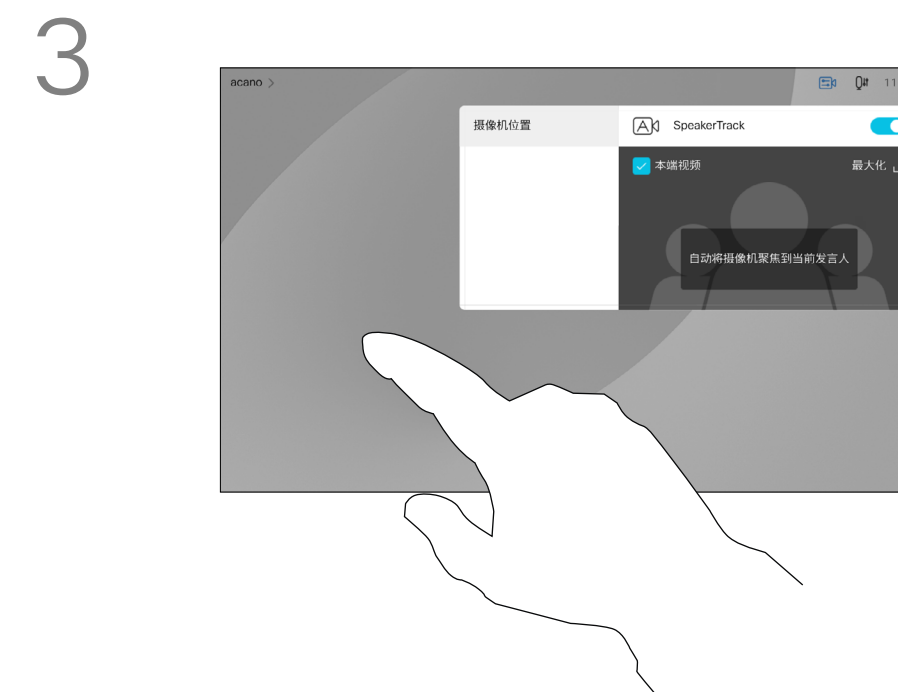 3
acano >
11
摄像机位置
SpeakerTrack
本端视频
最大化
自动将摄像机聚焦到当前发言人